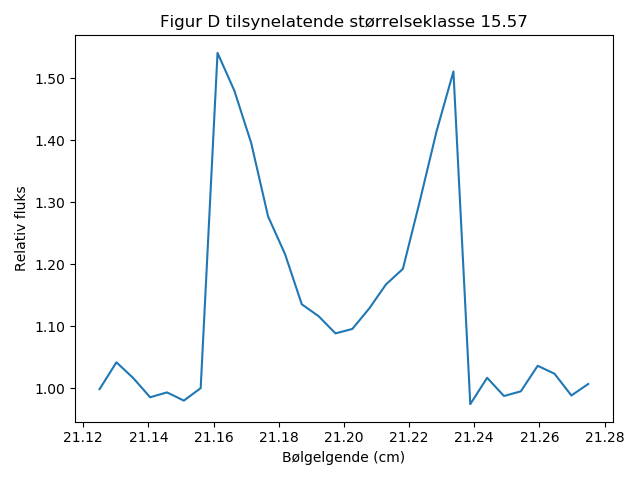 Figur D tilsynelatende størrelseklasse 15.57
Relativ fluks
1.50
1.40
1.30
1.20
1.10
1.00
21.12 21.14 21.16 21.18 21.20 21.22 21.24 21.26 21.28
Bølgelgende (cm)